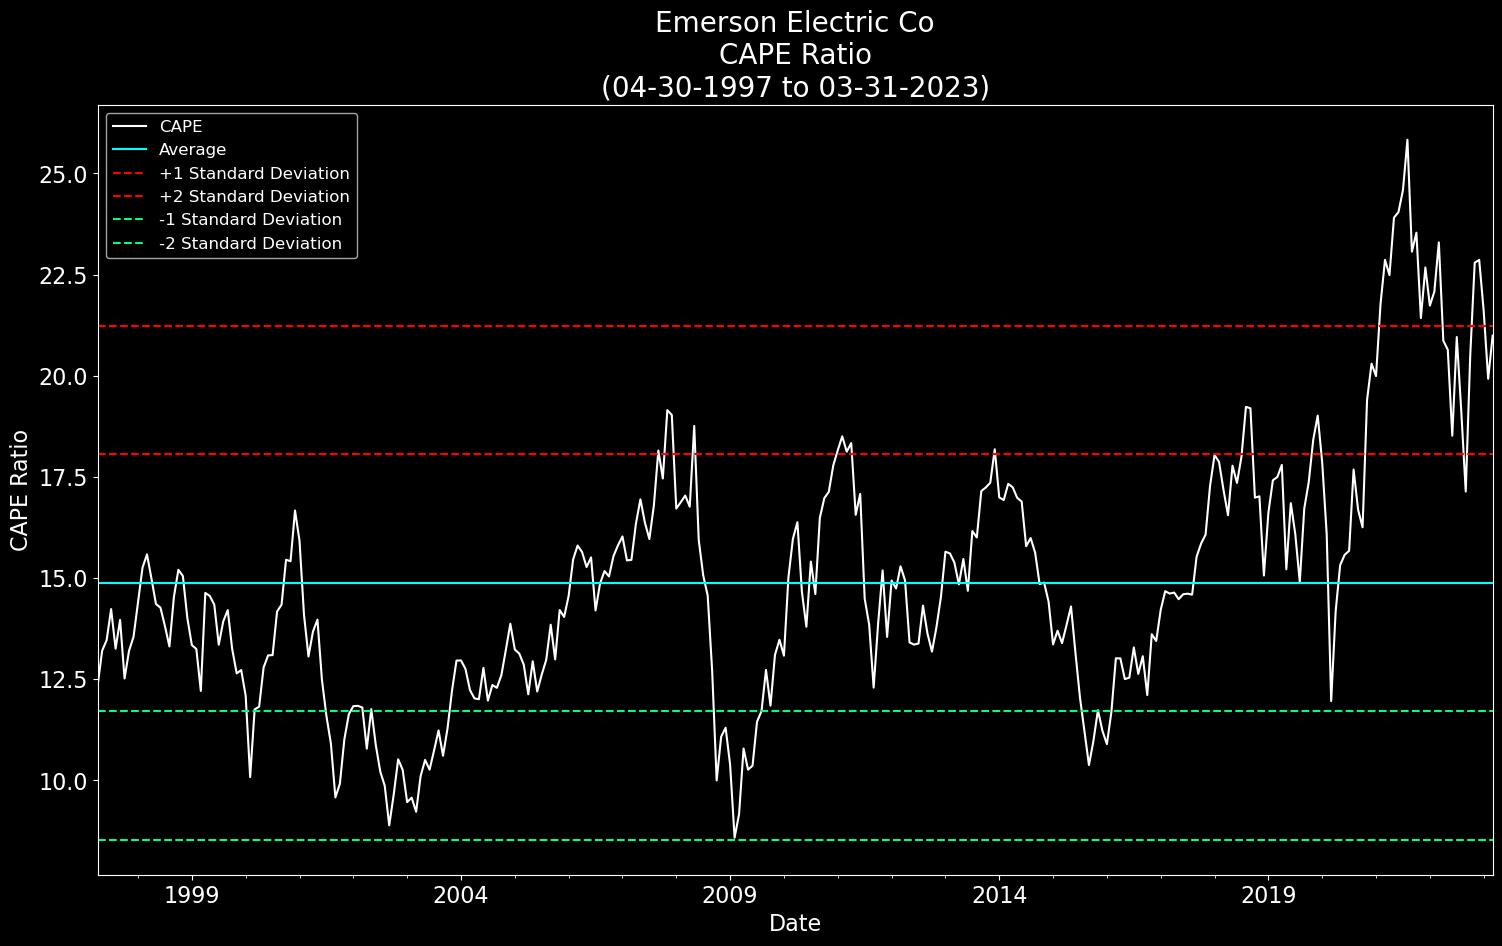 Emerson Electric Co
CAPE Ratio
(04-30-1997 to 03-31-2023)
CAPE
Average
+1 Standard Deviation
+2 Standard Deviation
-1 Standard Deviation
-2 Standard Deviation
25.0
22.5
20.0
17.5
15.0
12.5
10.0
CAPE Ratio
1999 2004 2009 2014 2019
Date